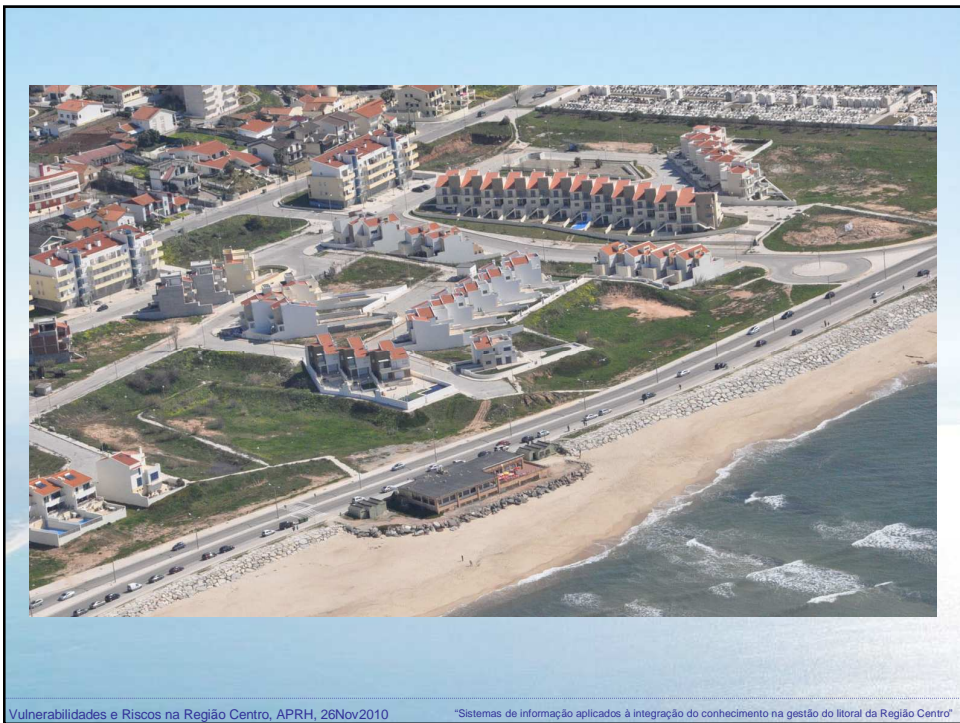 Vulnerabilidades e Riscos na Região Centro, APRH, 26Nov2010
"Sistemas de informação aplicados à integração do conhecimento na gestão do litoral da Região Centro"